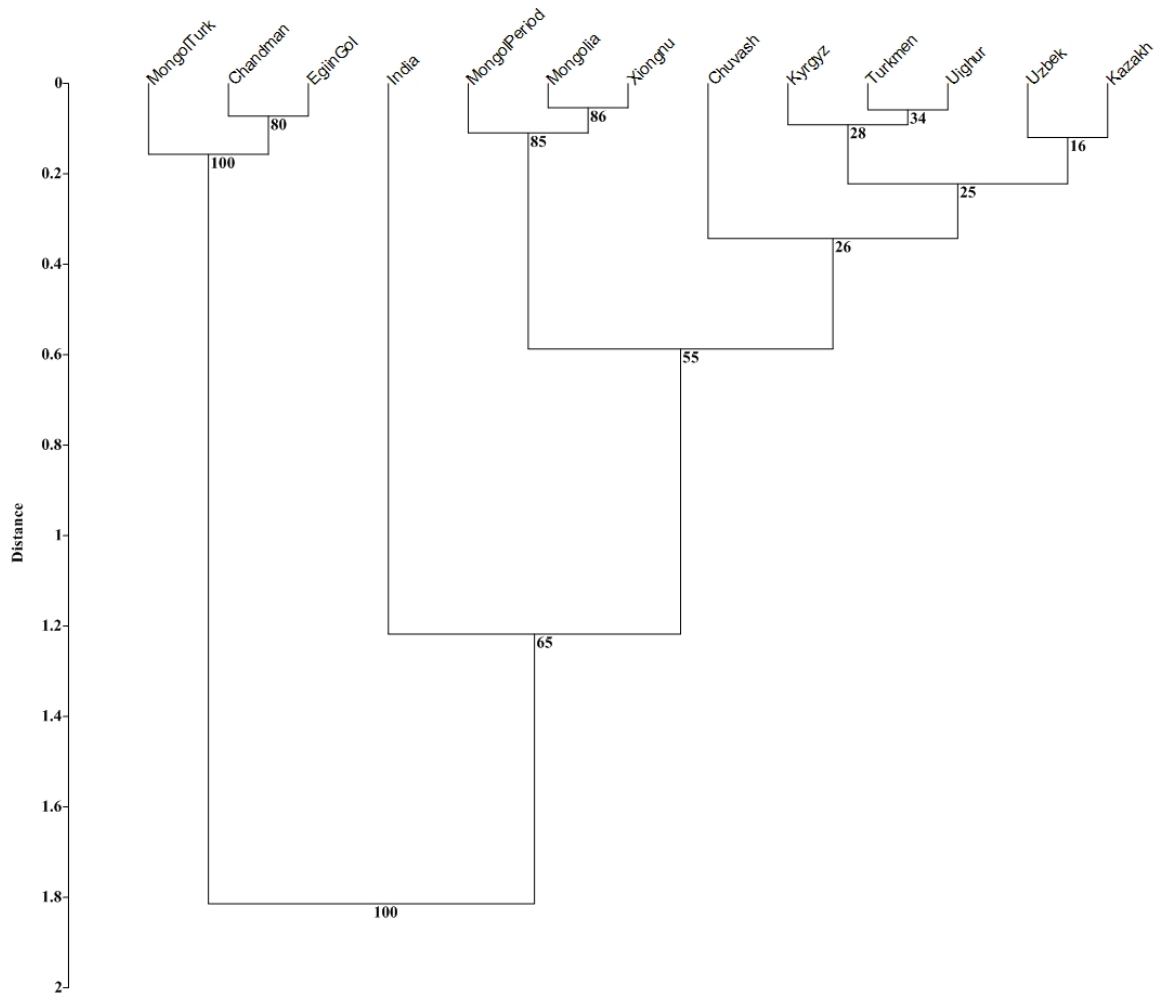 MongolTurk
Chandman
EgiinGol
India
MongolPeriod
Mongolia
Xiongnu
Chuvash
Kyrgyz
Turkmen
Uighur
Uzbek
Kazakh
0
86
34
80
28
85
16
100
0.2
25
26
0.4
0.6
55
0.8
Distance
1
1.2
65
1.4
1.6
1.8
100
2